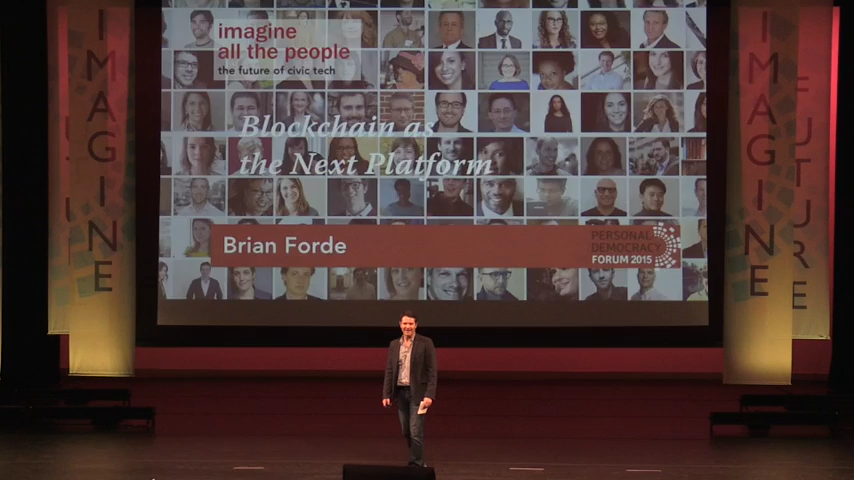 imagine
all the people
the future of civic tech
Blockchain as
the Next Platform
Brian Forde
PERSONAL
DEMOCRACY
FORUM 2015
IMAGINE
IMAGINE
FUTURE